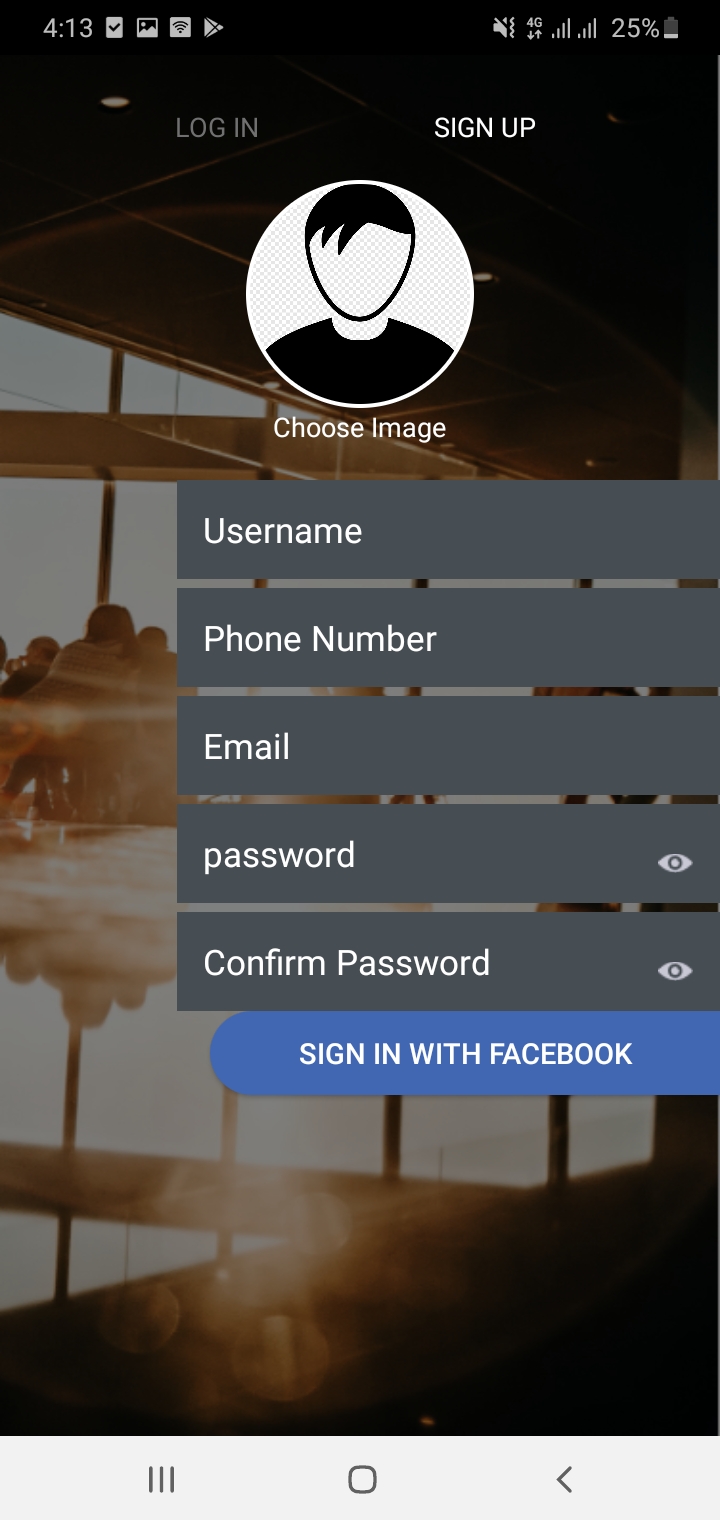 4:13 4G 25%
LOG IN SIGN UP
Choose Image
Username
Phone Number
Email
password
Confirm Password
SIGN IN WITH FACEBOOK